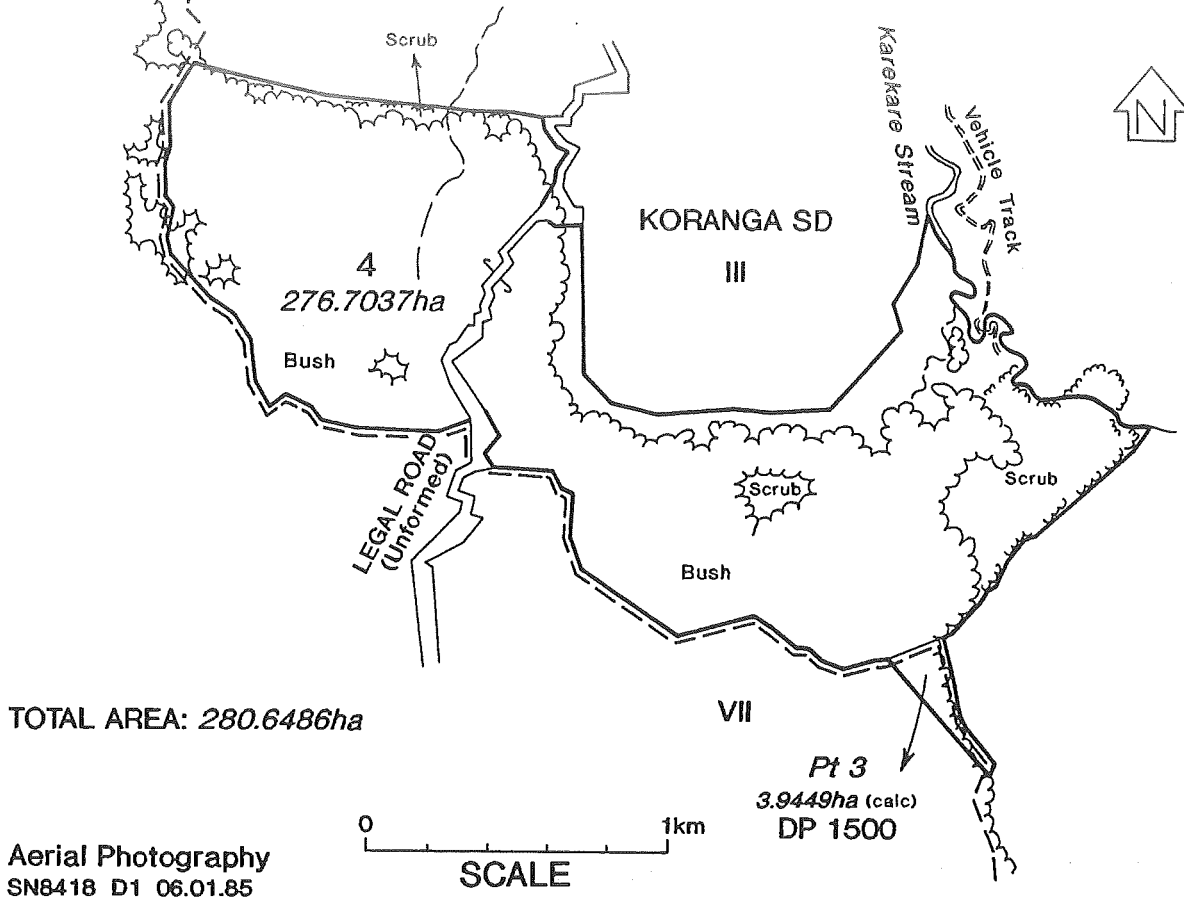 Scrub
Karekare Stream
Vehicle Track
N
KORANGA SD
III
4
276.7037ha
Bush
LEGAL ROAD
(Unformed)
Scrub
Scrub
Bush
TOTAL AREA: 280.6486ha
VII
Pt 3
3.9449ha (calc)
DP 1500
0 1km
SCALE
Aerial Photography
SN8418 D1 06.01.85